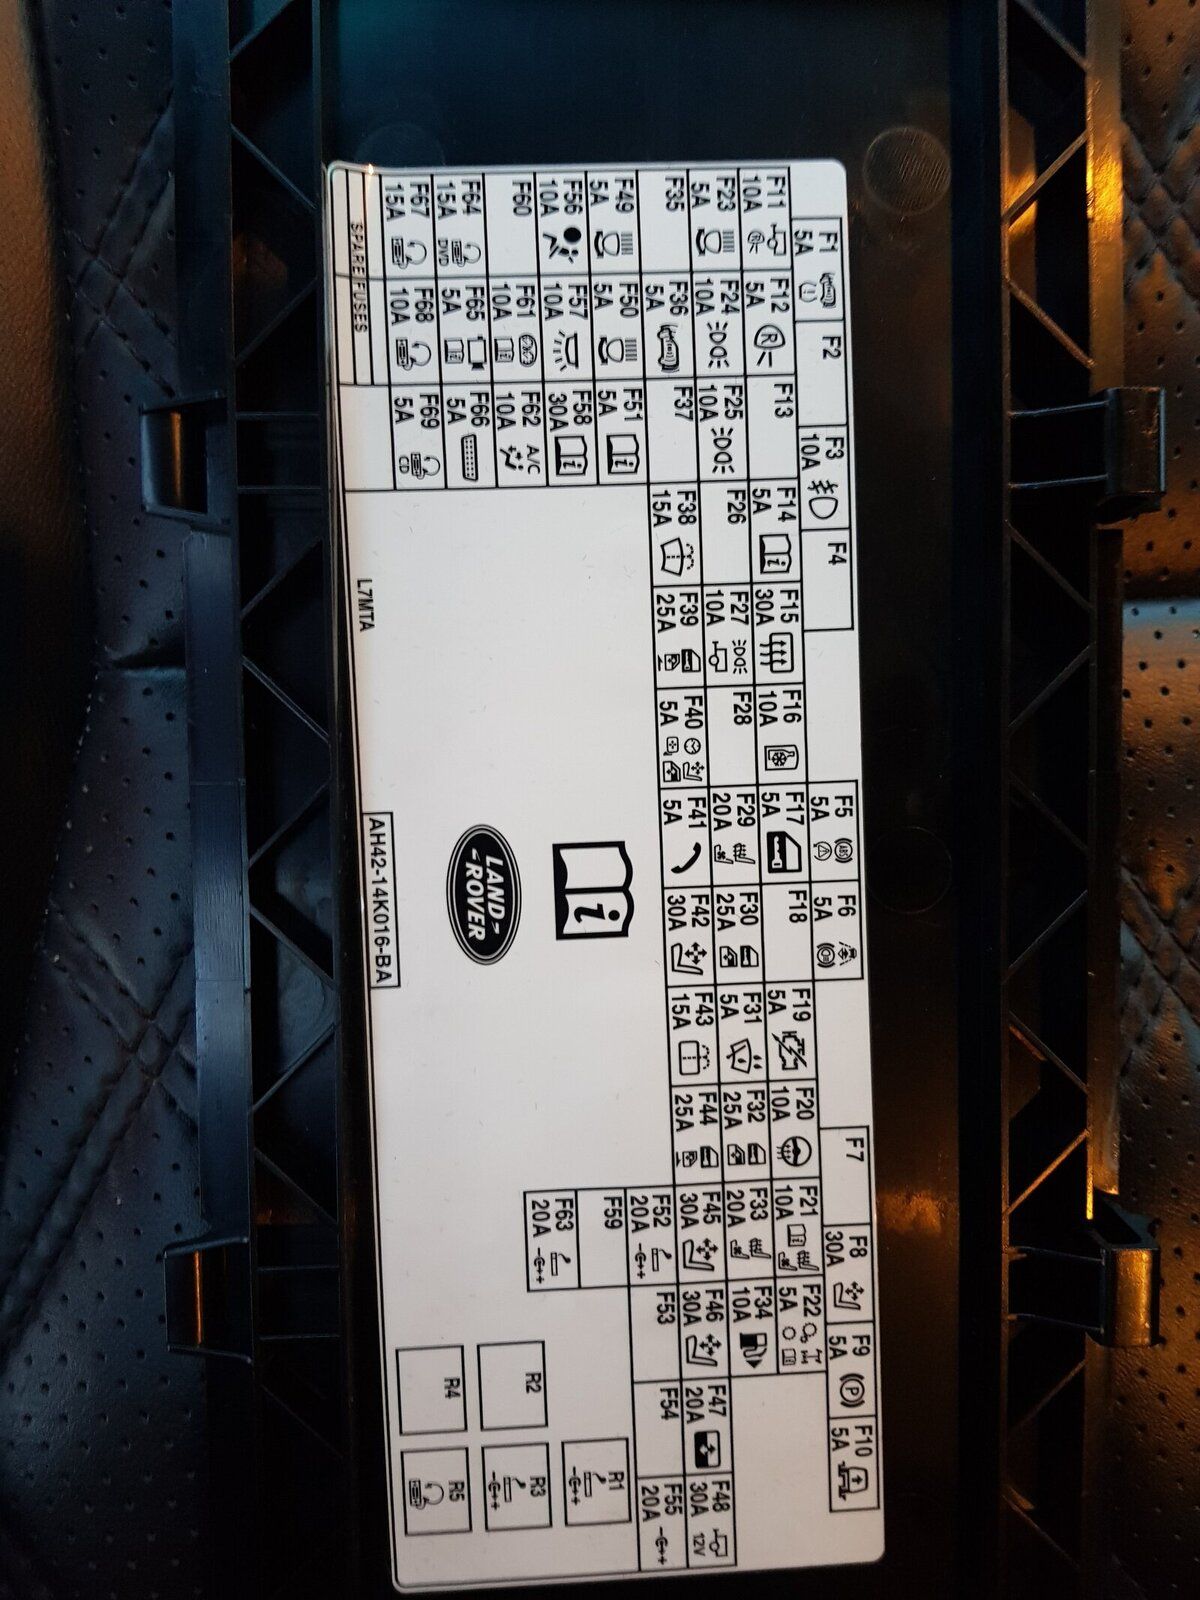 F1 5A
F2
F3 10A
F4
F5 5A ABS
F6 5A
F7
F8 30A
F9 5A P
F10 5A
F11 10A R
F12 5A R
F13
F14 5A i
F15 30A
F16 10A
F17 5A
F18
F19 5A
F20 10A
F21 10A
F22 5A
F23 5A
F24 10A
F25 10A
F26
F27 10A
F28
F29 20A
F30 25A
F31 5A
F32 25A
F33 20A
F34 10A
F35
F36 5A
F37
F38 15A
F39 25A
F40 5A
F41 5A
F42 30A
F43 15A
F44 25A
F45 30A
F46 30A
F47 20A
F48 30A 12V
F49 5A
F50 5A
F51 5A i
F52 20A
F53
F54
F55 20A
F56 10A
F57 10A
F58 30A i
F59
F60
F61 10A i
F62 A/C 10A
F63 20A
F64 15A DVD
F65 5A i
F66 5A
F67 15A
F68 10A
F69 5A CD
SPARE FUSES
i
LAND-
-ROVER
R1
R2
R3
R4
R5
L7MTA
AH42-14K016-BA